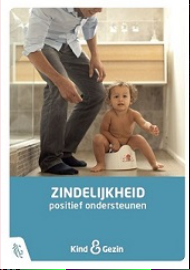 ZINDELIJKHEID
positief ondersteunen
Kind & Gezin